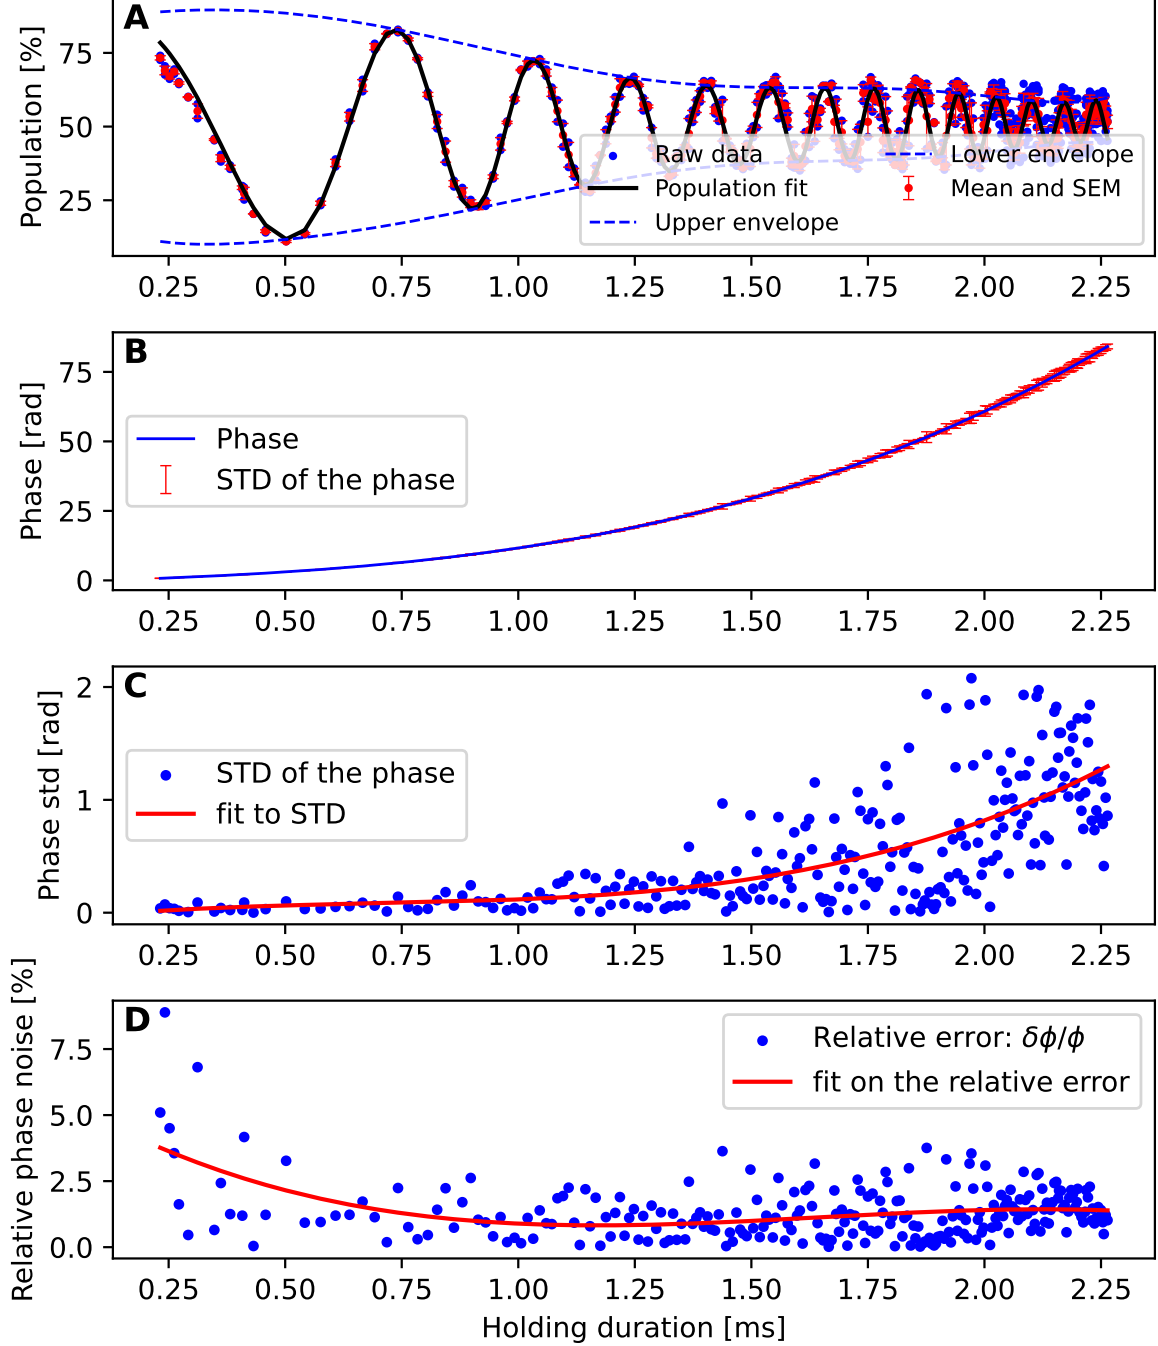 A
Population [%]
75
50
25
Raw data
Population fit
Upper envelope
Lower envelope
Mean and SEM
0.25 0.50 0.75 1.00 1.25 1.50 1.75 2.00 2.25
B
Phase [rad]
75
50
25
0
Phase
STD of the phase
0.25 0.50 0.75 1.00 1.25 1.50 1.75 2.00 2.25
C
Phase std [rad]
2
1
0
STD of the phase
fit to STD
0.25 0.50 0.75 1.00 1.25 1.50 1.75 2.00 2.25
D
Relative phase noise [%]
7.5
5.0
2.5
0.0
Relative error: δϕ/ϕ
fit on the relative error
0.25 0.50 0.75 1.00 1.25 1.50 1.75 2.00 2.25
Holding duration [ms]